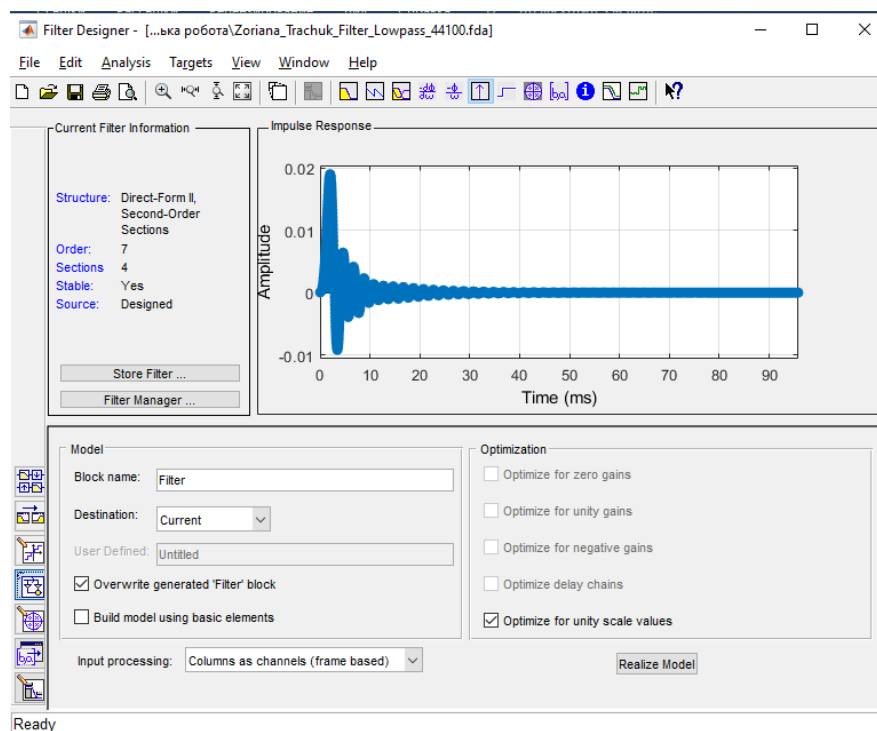 Filter Designer - [...ька робота\Zoriana_Trachuk_Filter_Lowpass_44100.fda]
File Edit Analysis Targets View Window Help
Current Filter Information
Structure: Direct-Form II,
Second-Order
Sections
Order: 7
Sections 4
Stable: Yes
Source: Designed
Store Filter ...
Filter Manager ...
Impulse Response
Amplitude
0.02
0.01
0
-0.01
0 10 20 30 40 50 60 70 80 90
Time (ms)
Model
Block name: Filter
Destination: Current
User Defined: Untitled
Overwrite generated 'Filter' block
Build model using basic elements
Input processing: Columns as channels (frame based)
Optimization
Optimize for zero gains
Optimize for unity gains
Optimize for negative gains
Optimize delay chains
Optimize for unity scale values
Realize Model
Ready